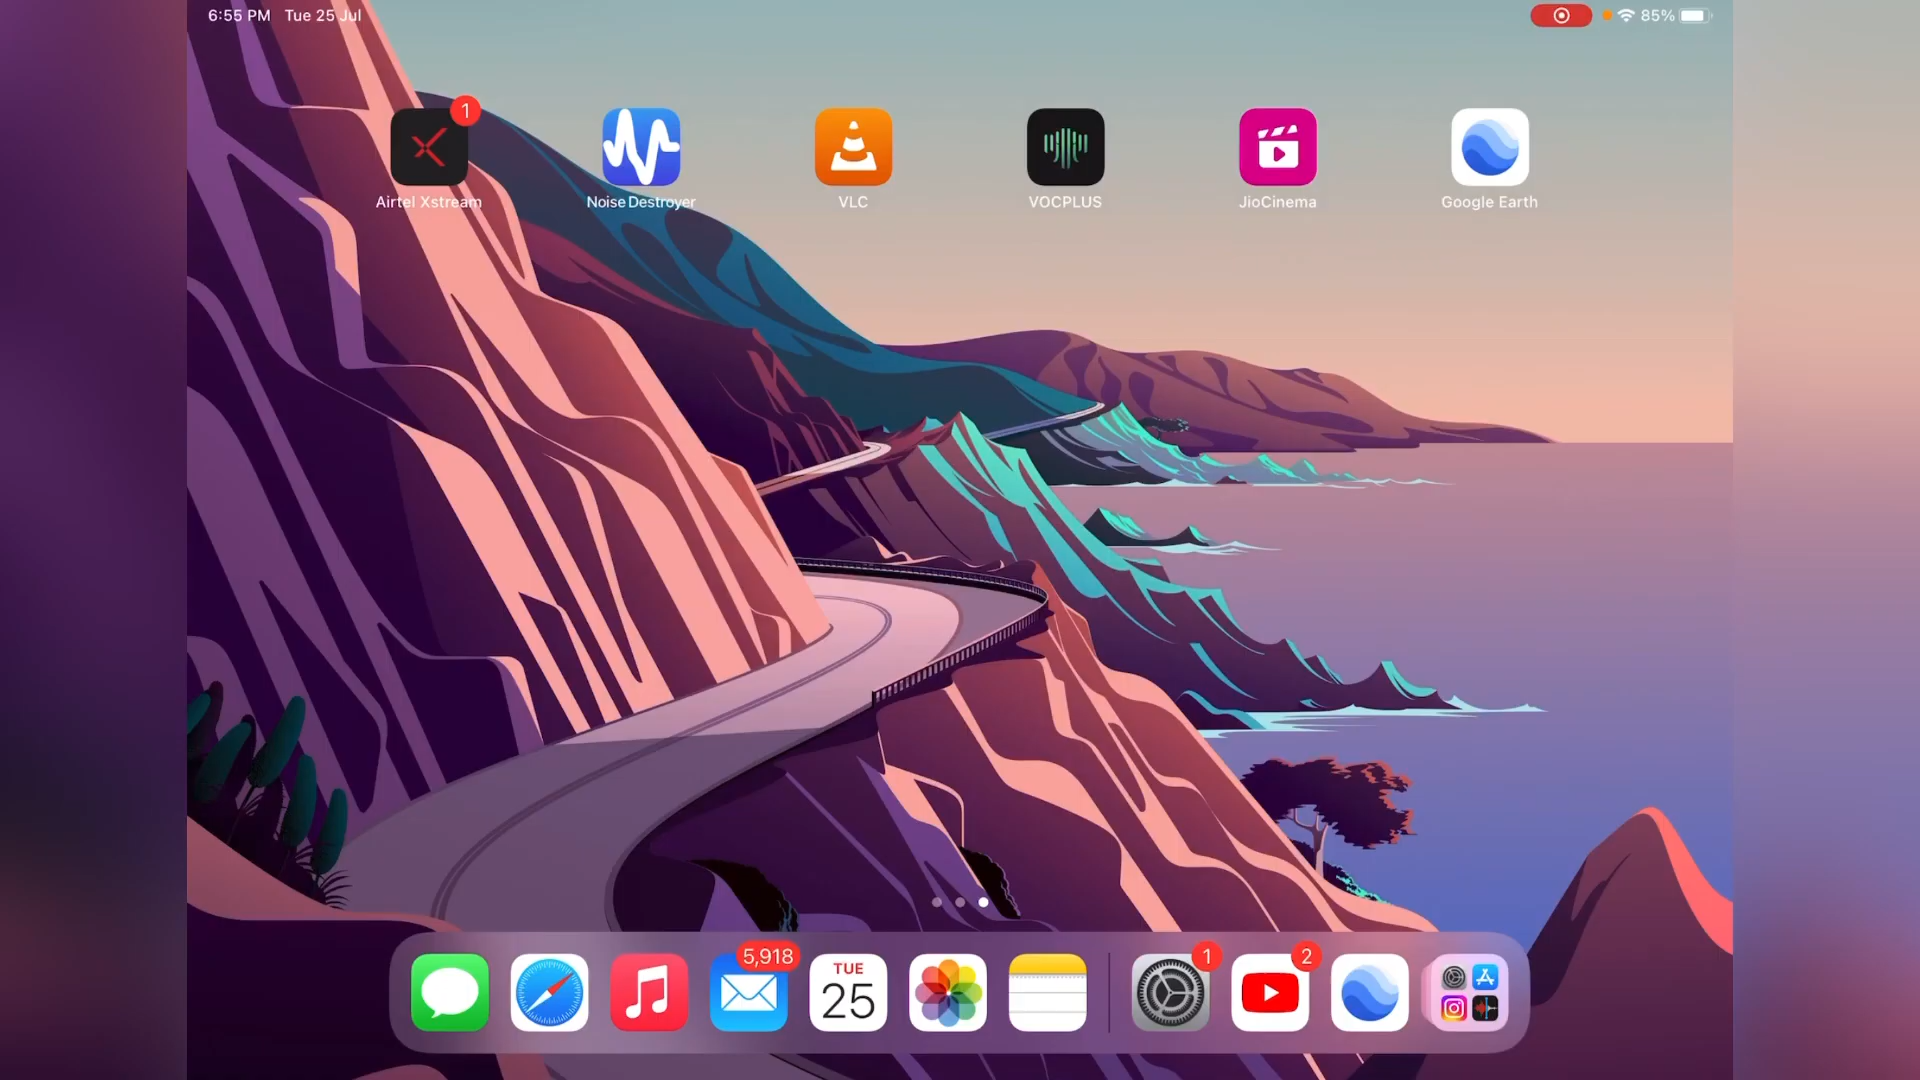 6:55 PM Tue 25 Jul
85%
1
Airtel Xstream
Noise Destroyer
VLC
VOCPLUS
JioCinema
Google Earth
5,918
TUE
25
1
2